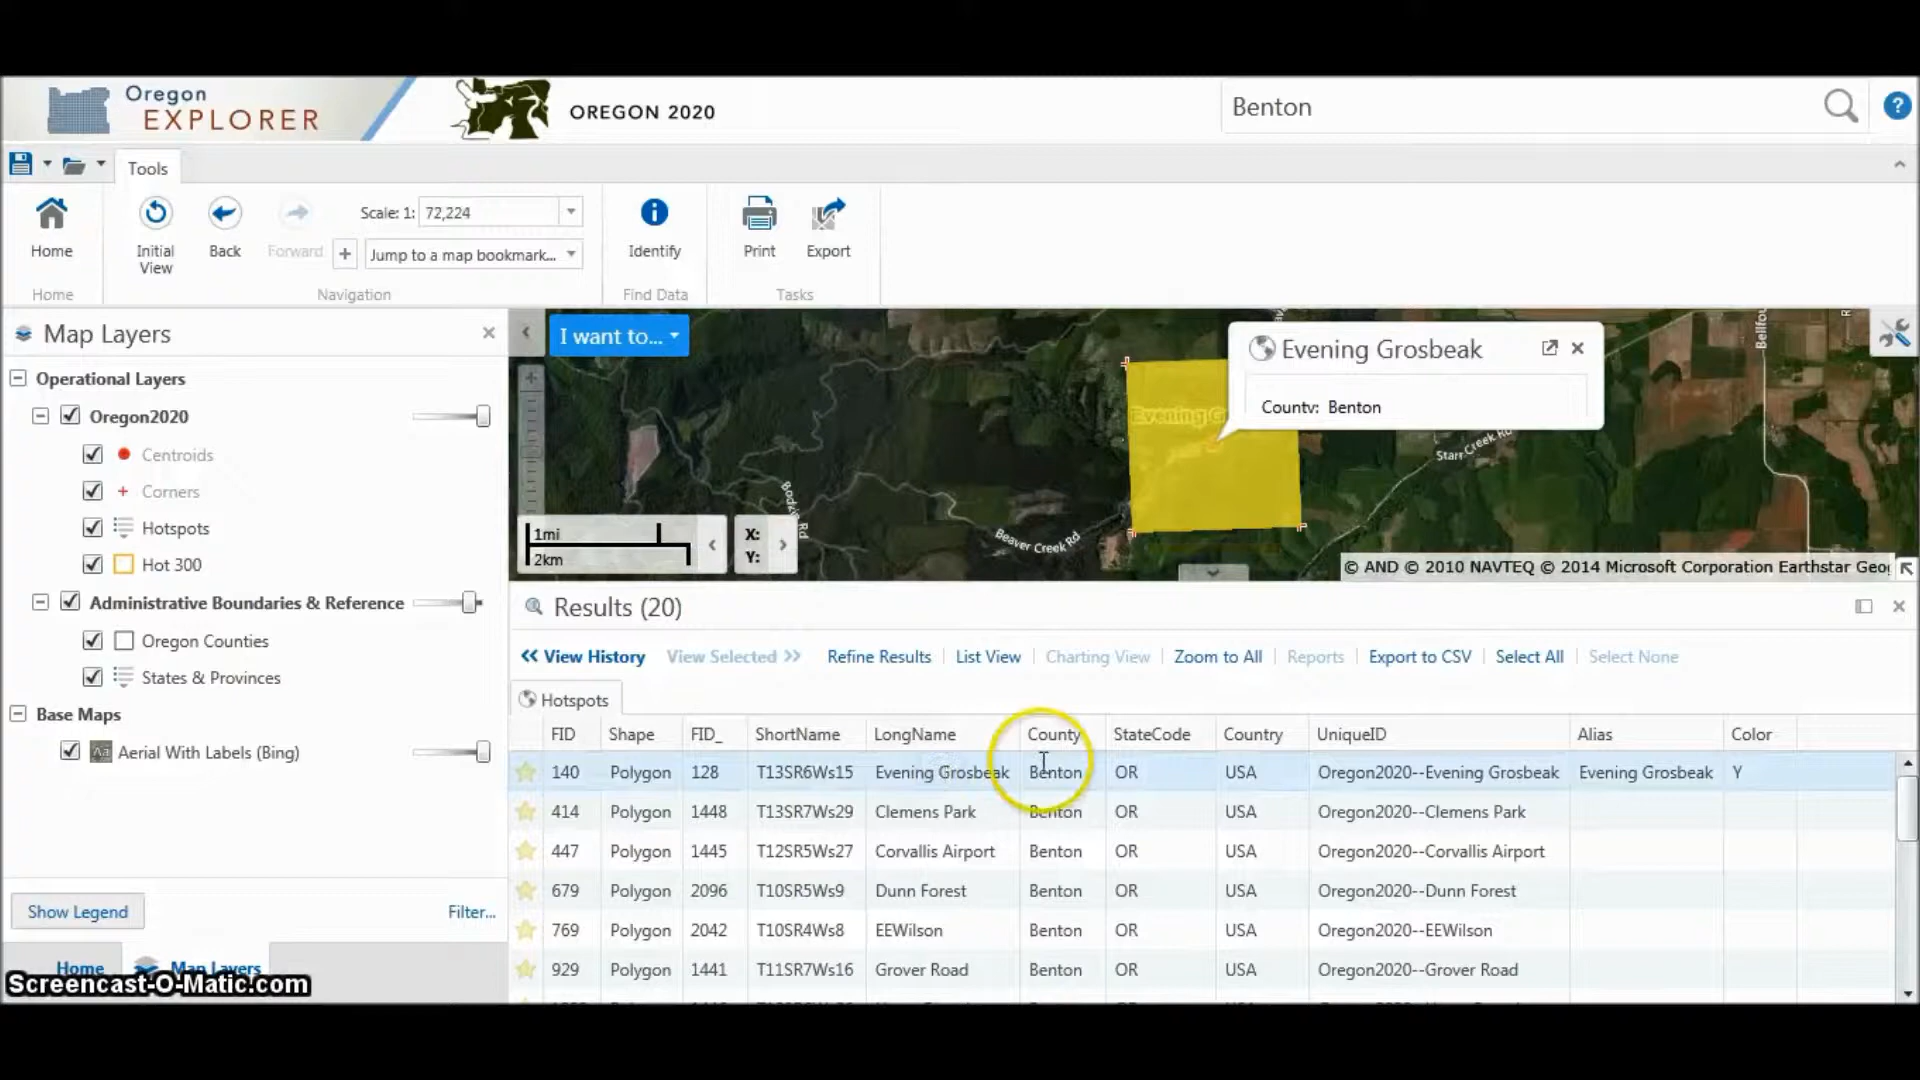 Oregon
EXPLORER
OREGON 2020
Benton
?
Tools
Home
Initial
View
Back
Forward
Scale: 1: 72,224
+ Jump to a map bookmark...
Identify
Print
Export
Home
Navigation
Find Data
Tasks
Map Layers
Operational Layers
Oregon2020
Centroids
Corners
Hotspots
Hot 300
Administrative Boundaries & Reference
Oregon Counties
States & Provinces
Base Maps
Aa Aerial With Labels (Bing)
Show Legend
Filter...
Home
Map Layers
Screencast-O-Matic.com
I want to...
Evening Grosbeak
County: Benton
Evening G
Starr Creek Rd
Beaver Creek Rd
1mi
2km
X:
Y:
© AND © 2010 NAVTEQ © 2014 Microsoft Corporation Earthstar Geo
Results (20)
View History View Selected Refine Results List View Charting View Zoom to All Reports Export to CSV Select All Select None
Hotspots
FID Shape FID_ ShortName LongName County StateCode Country UniqueID Alias Color
140 Polygon 128 T13SR6Ws15 Evening Grosbeak Benton OR USA Oregon2020--Evening Grosbeak Evening Grosbeak Y
414 Polygon 1448 T13SR7Ws29 Clemens Park Benton OR USA Oregon2020--Clemens Park
447 Polygon 1445 T12SR5Ws27 Corvallis Airport Benton OR USA Oregon2020--Corvallis Airport
679 Polygon 2096 T10SR5Ws9 Dunn Forest Benton OR USA Oregon2020--Dunn Forest
769 Polygon 2042 T10SR4Ws8 EEWilson Benton OR USA Oregon2020--EEWilson
929 Polygon 1441 T11SR7Ws16 Grover Road Benton OR USA Oregon2020--Grover Road